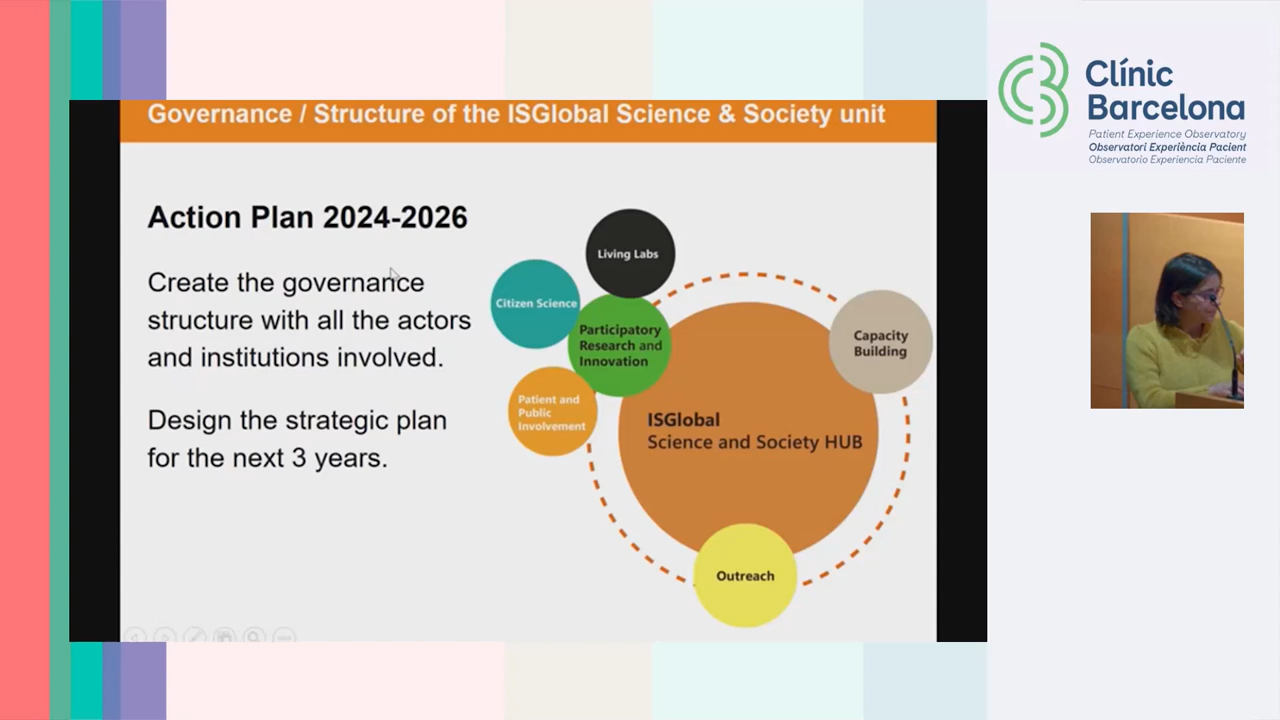 Governance / Structure of the ISGlobal Science & Society unit
Action Plan 2024-2026
Create the governance
structure with all the actors
and institutions involved.
Design the strategic plan
for the next 3 years.
Living Labs
Citizen Science
Participatory
Research and
Innovation
Patient and
Public
Involvement
Capacity
Building
ISGlobal
Science and Society HUB
Outreach
Clínic
Barcelona
Patient Experience Observatory
Observatori Experiència Pacient
Observatorio Experiencia Paciente